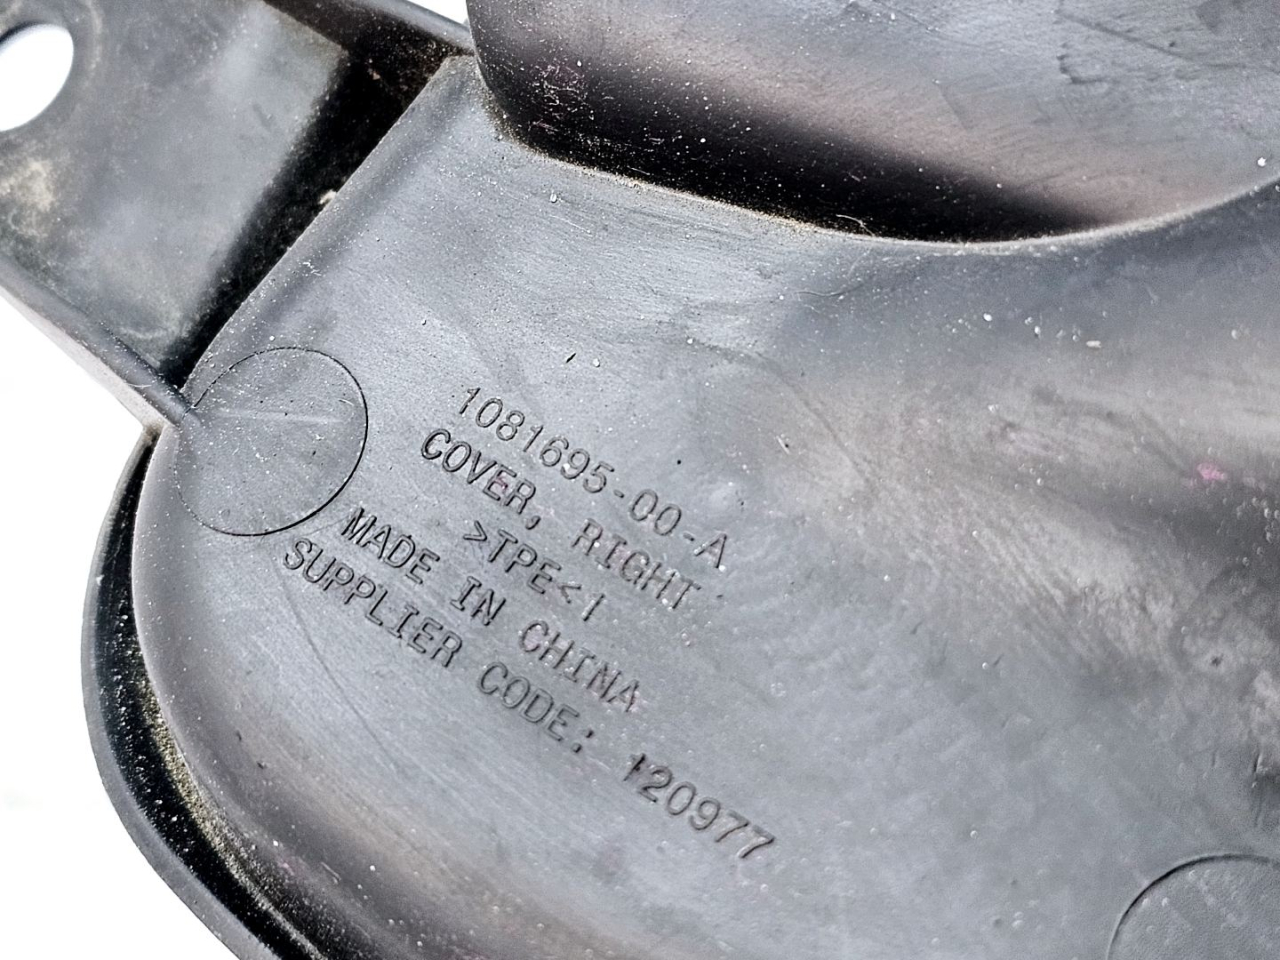 1081695-00-A
COVER, RIGHT
>TPE<
MADE IN CHINA
SUPPLIER CODE: 120977